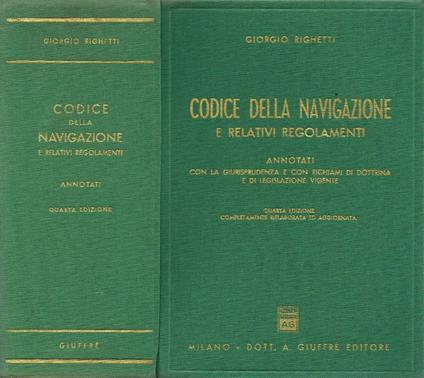 GIORGIO RIGHETTI
CODICE
DELLA
NAVIGAZIONE
E RELATIVI REGOLAMENTI
ANNOTATI
QUARTA EDIZIONE
GIUFFRÈ
GIORGIO RIGHETTI
CODICE DELLA NAVIGAZIONE
E RELATIVI REGOLAMENTI
ANNOTATI
CON LA GIURISPRUDENZA E CON RICHIAMI DI DOTTRINA
E DI LEGISLAZIONE VIGENTE
QUARTA EDIZIONE
COMPLETAMENTE RIELABORATA ED AGGIORNATA
AG
MILANO - DOTT. A. GIUFFRÈ EDITORE